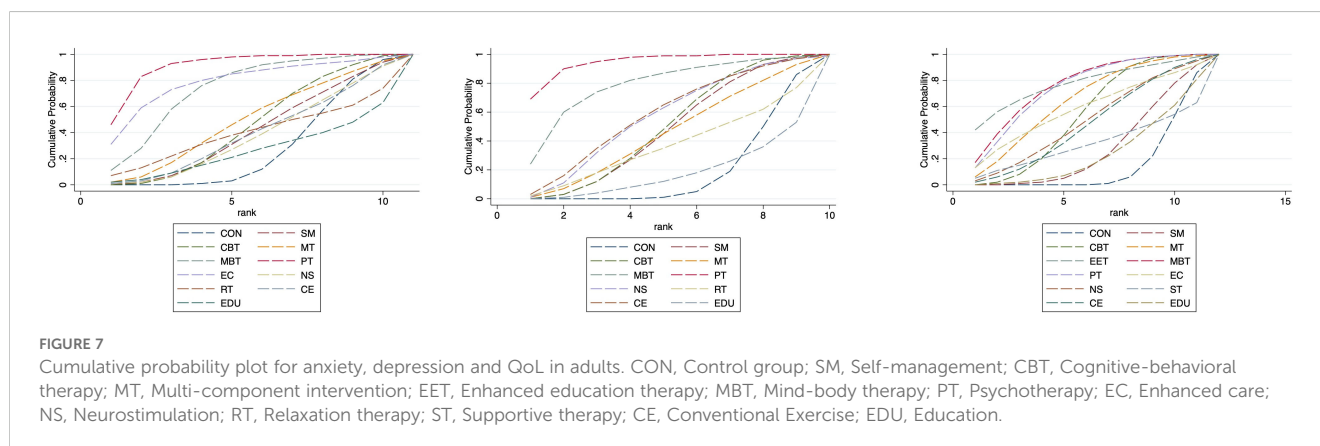 Cumulative Probability
1
.8
.6
.4
.2
0
0
5
10
rank
CON SM
CBT MT
MBT PT
EC NS
RT CE
EDU
Cumulative Probability
1
.8
.6
.4
.2
0
0
2
4
6
8
10
rank
CON SM
CBT MT
MBT PT
NS RT
CE EDU
Cumulative Probability
1
.8
.6
.4
.2
0
0
5
10
15
rank
CON SM
CBT MT
EET MBT
PT EC
NS ST
CE EDU
FIGURE 7
Cumulative probability plot for anxiety, depression and QoL in adults. CON, Control group; SM, Self-management; CBT, Cognitive-behavioral
therapy; MT, Multi-component intervention; EET, Enhanced education therapy; MBT, Mind-body therapy; PT, Psychotherapy; EC, Enhanced care;
NS, Neurostimulation; RT, Relaxation therapy; ST, Supportive therapy; CE, Conventional Exercise; EDU, Education.